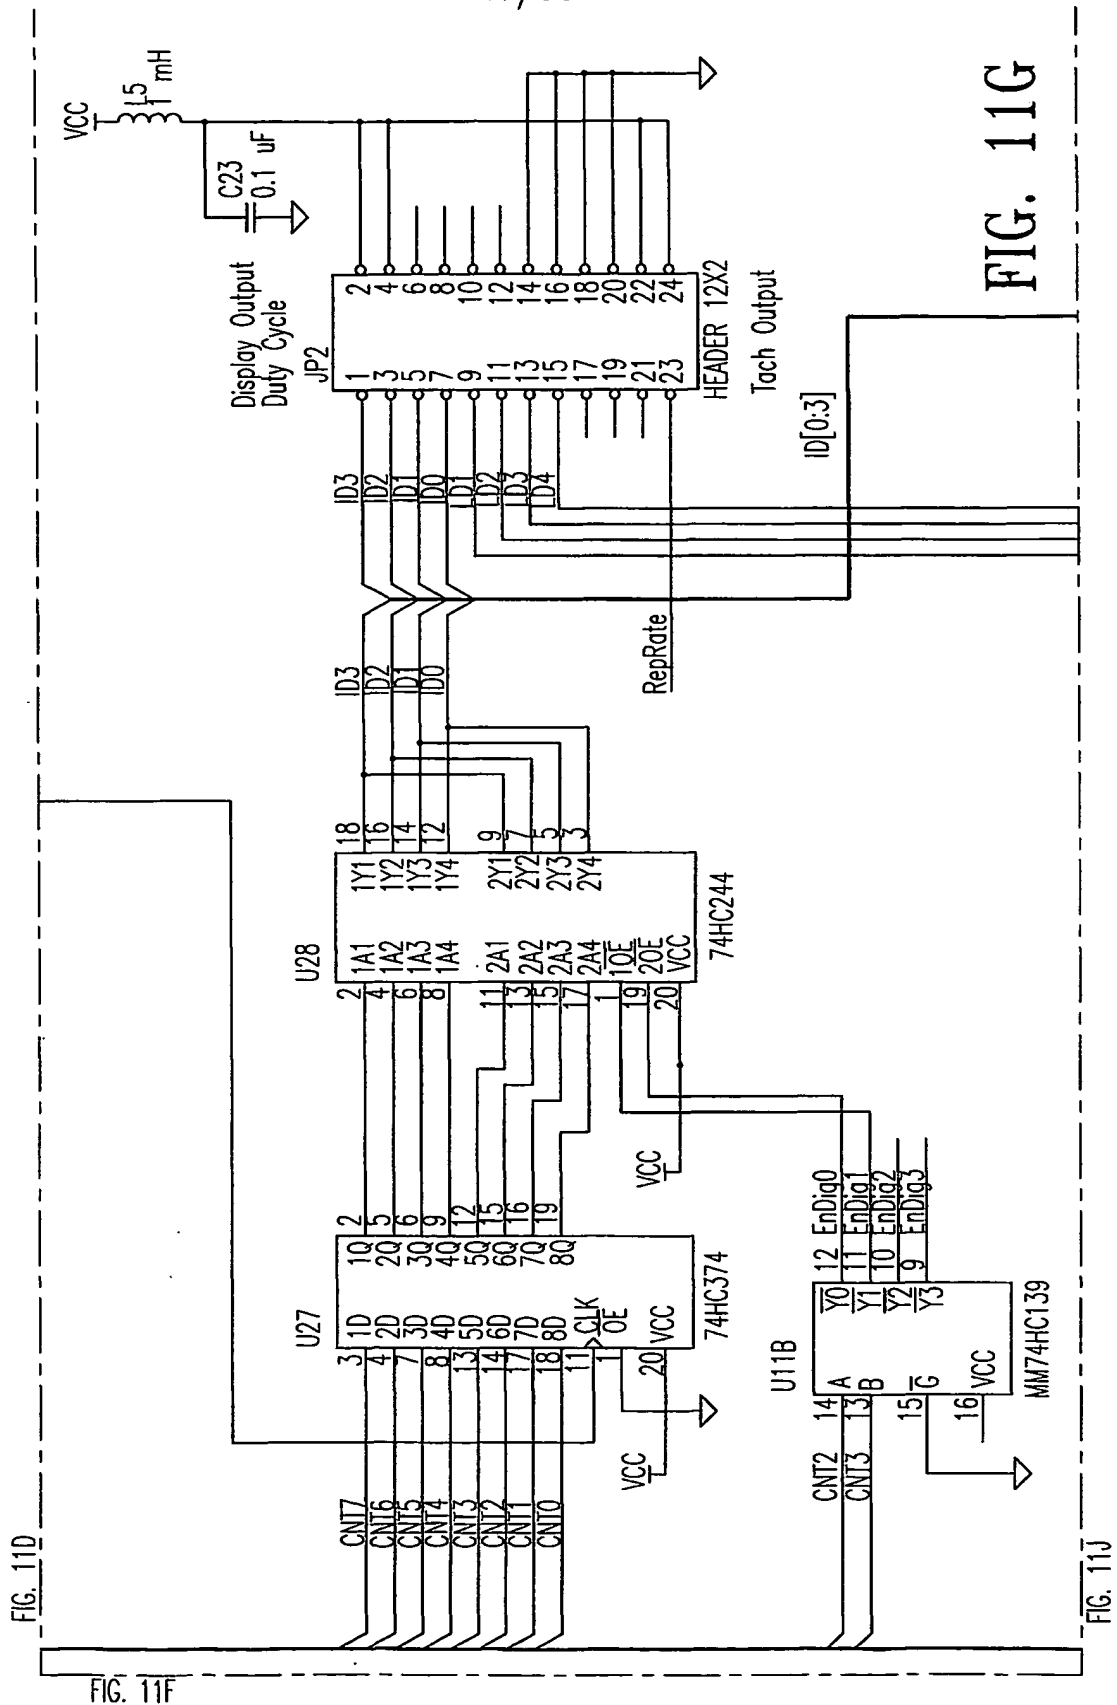 FIG. 11D
FIG. 11F
FIG. 11J
FIG. 11G
VCC
L5
1 mH
C23
0.1 uF
Display Output
Duty Cycle
JP2
1 2
3 4
5 6
7 8
9 10
11 12
13 14
15 16
17 18
19 20
21 22
23 24
HEADER 12X2
Tach Output
ID3
ID2
ID1
ID0
ID1
ID2
ID3
ID4
ID[0:3]
RepRate
ID3
ID2
ID1
ID0
U28
2 1A1 1Y1 18
4 1A2 1Y2 16
6 1A3 1Y3 14
8 1A4 1Y4 12
11 2A1 2Y1 9
13 2A2 2Y2 7
15 2A3 2Y3 5
17 2A4 2Y4 3
1 1OE
19 2OE
20 VCC
74HC244
VCC
U27
CNT7 3 1D 1Q 2
CNT6 4 2D 2Q 5
CNT5 7 3D 3Q 6
CNT4 8 4D 4Q 9
CNT3 13 5D 5Q 12
CNT2 14 6D 6Q 15
CNT1 17 7D 7Q 16
CNT0 18 8D 8Q 19
11 CLK
1 OE
20 VCC
74HC374
VCC
U11B
CNT2 14 A Y0 12 EnDig0
CNT3 13 B Y1 11 EnDig1
Y2 10 EnDig2
15 G Y3 9 EnDig3
16 VCC
MM74HC139